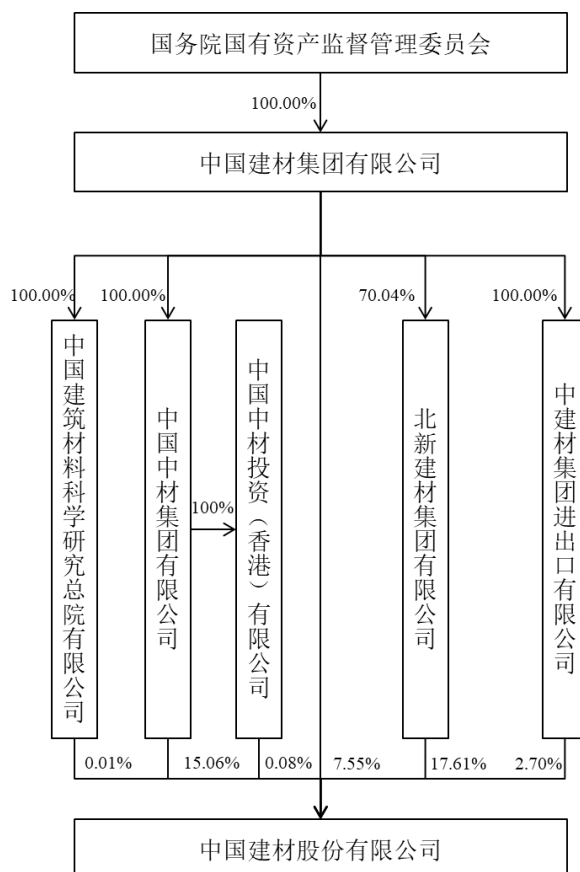 国务院国有资产监督管理委员会
100.00%
中国建材集团有限公司
100.00%
100.00%
70.04%
100.00%
中国建筑材料科学研究总院有限公司
中国中材集团有限公司
100%
中国中材投资（香港）有限公司
北新建材集团有限公司
中建材集团进出口有限公司
0.01%
15.06%
0.08%
7.55%
17.61%
2.70%
中国建材股份有限公司